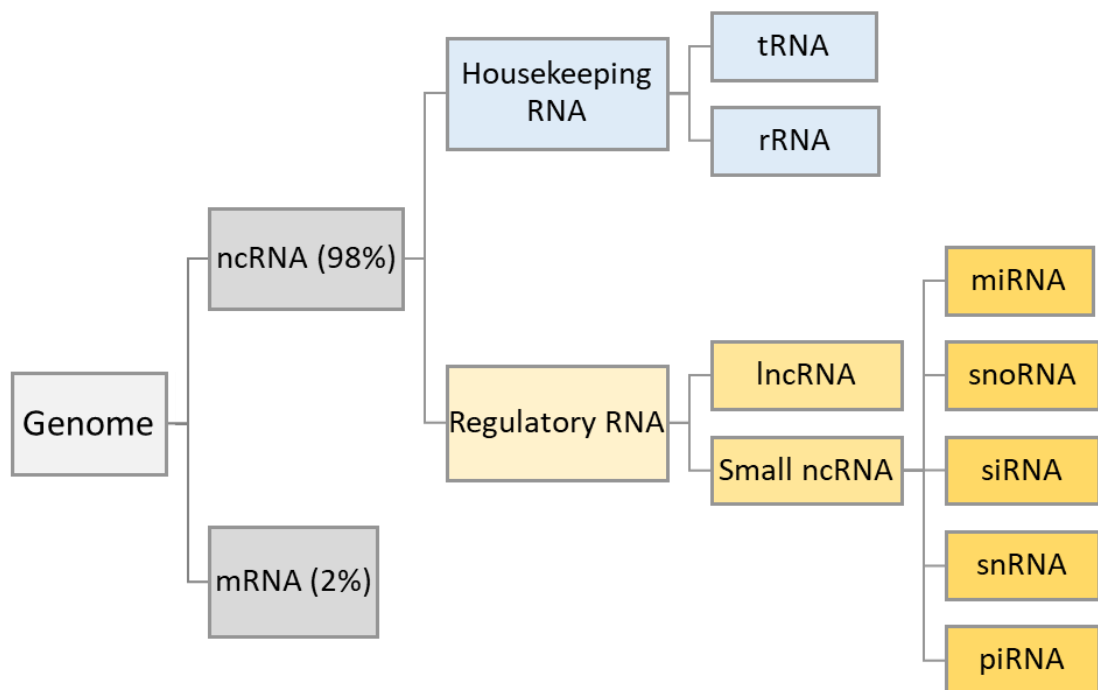 Genome
ncRNA (98%)
mRNA (2%)
Housekeeping
RNA
Regulatory RNA
tRNA
rRNA
lncRNA
Small ncRNA
miRNA
snoRNA
siRNA
snRNA
piRNA